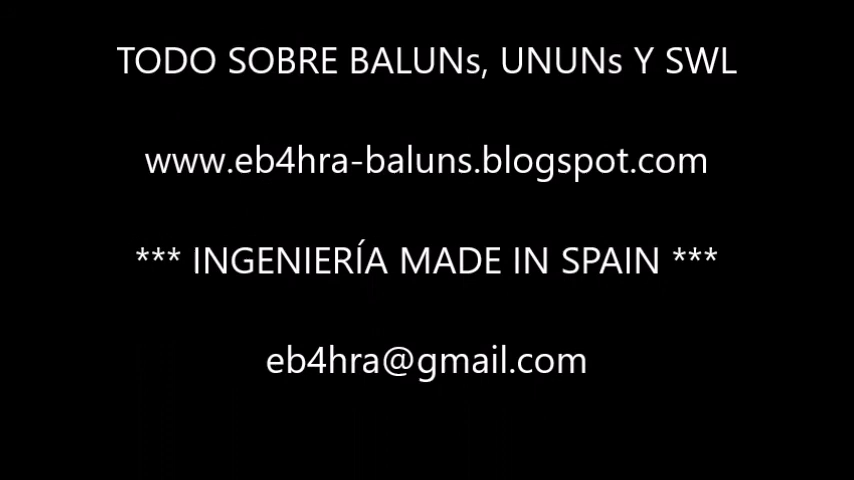 TODO SOBRE BALUNs, UNUNs Y SWL
www.eb4hra-baluns.blogspot.com
*** INGENIERÍA MADE IN SPAIN ***
eb4hra@gmail.com